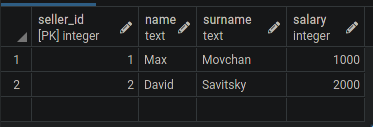 seller_id name surname salary
[PK] integer text text integer
1 1 Max Movchan 1000
2 2 David Savitsky 2000